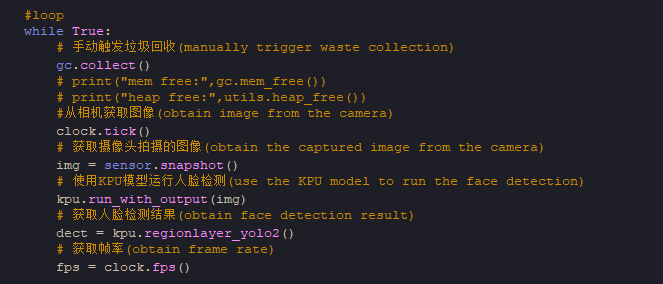 #loop
while True:
# 手动触发垃圾回收(manually trigger waste collection)
gc.collect()
# print("mem free:",gc.mem_free())
# print("heap free:",utils.heap_free())
#从相机获取图像(obtain image from the camera)
clock.tick()
# 获取摄像头拍摄的图像(obtain the captured image from the camera)
img = sensor.snapshot()
# 使用KPU模型运行人脸检测(use the KPU model to run the face detection)
kpu.run_with_output(img)
# 获取人脸检测结果(obtain face detection result)
dect = kpu.regionlayer_yolo2()
# 获取帧率(obtain frame rate)
fps = clock.fps()